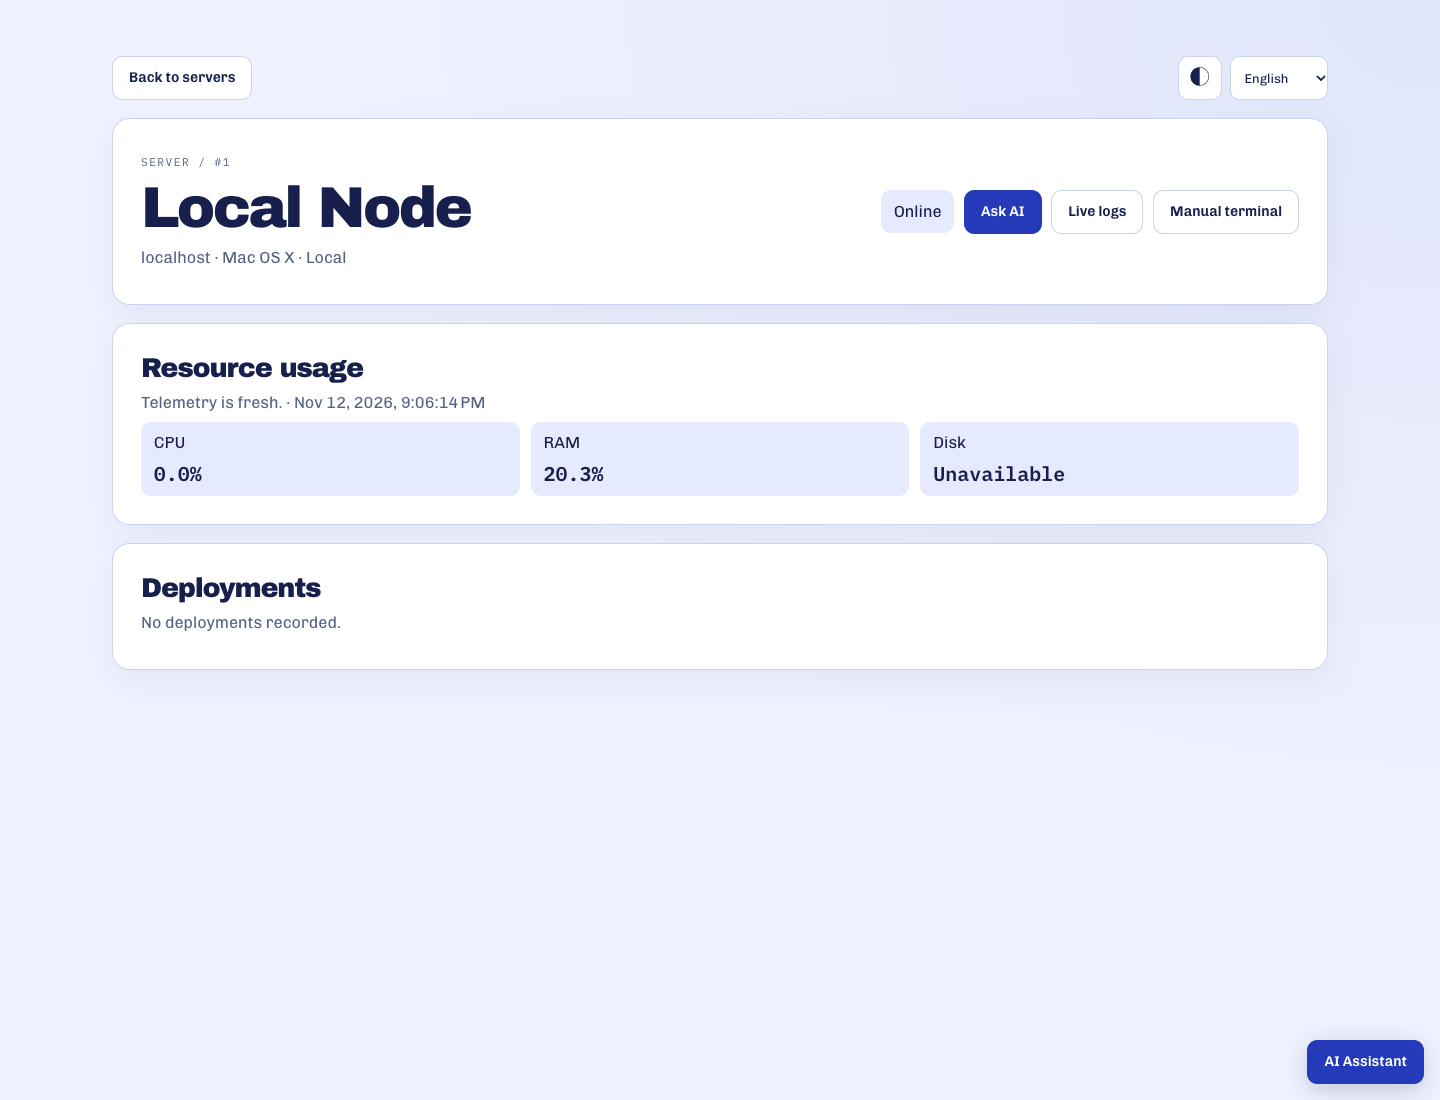 Back to servers
English
SERVER / #1
Local Node
localhost · Mac OS X · Local
Online
Ask AI
Live logs
Manual terminal
Resource usage
Telemetry is fresh. · Nov 12, 2026, 9:06:14 PM
CPU
0.0%
RAM
20.3%
Disk
Unavailable
Deployments
No deployments recorded.
AI Assistant